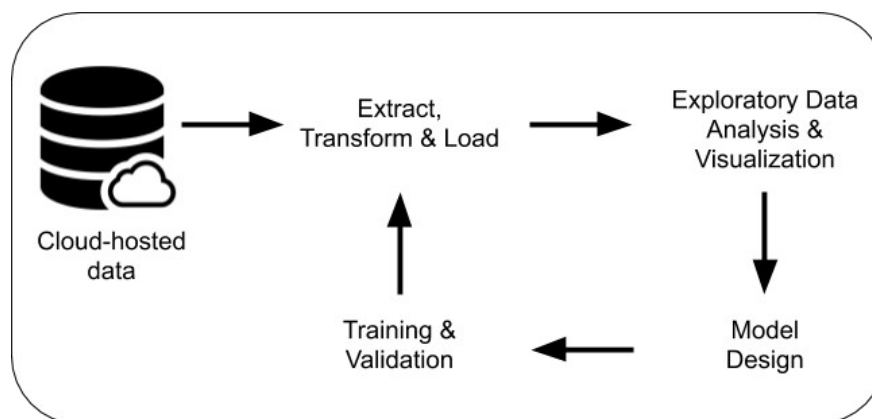 Cloud-hosted
data
Extract,
Transform & Load
Exploratory Data
Analysis &
Visualization
Model
Design
Training &
Validation